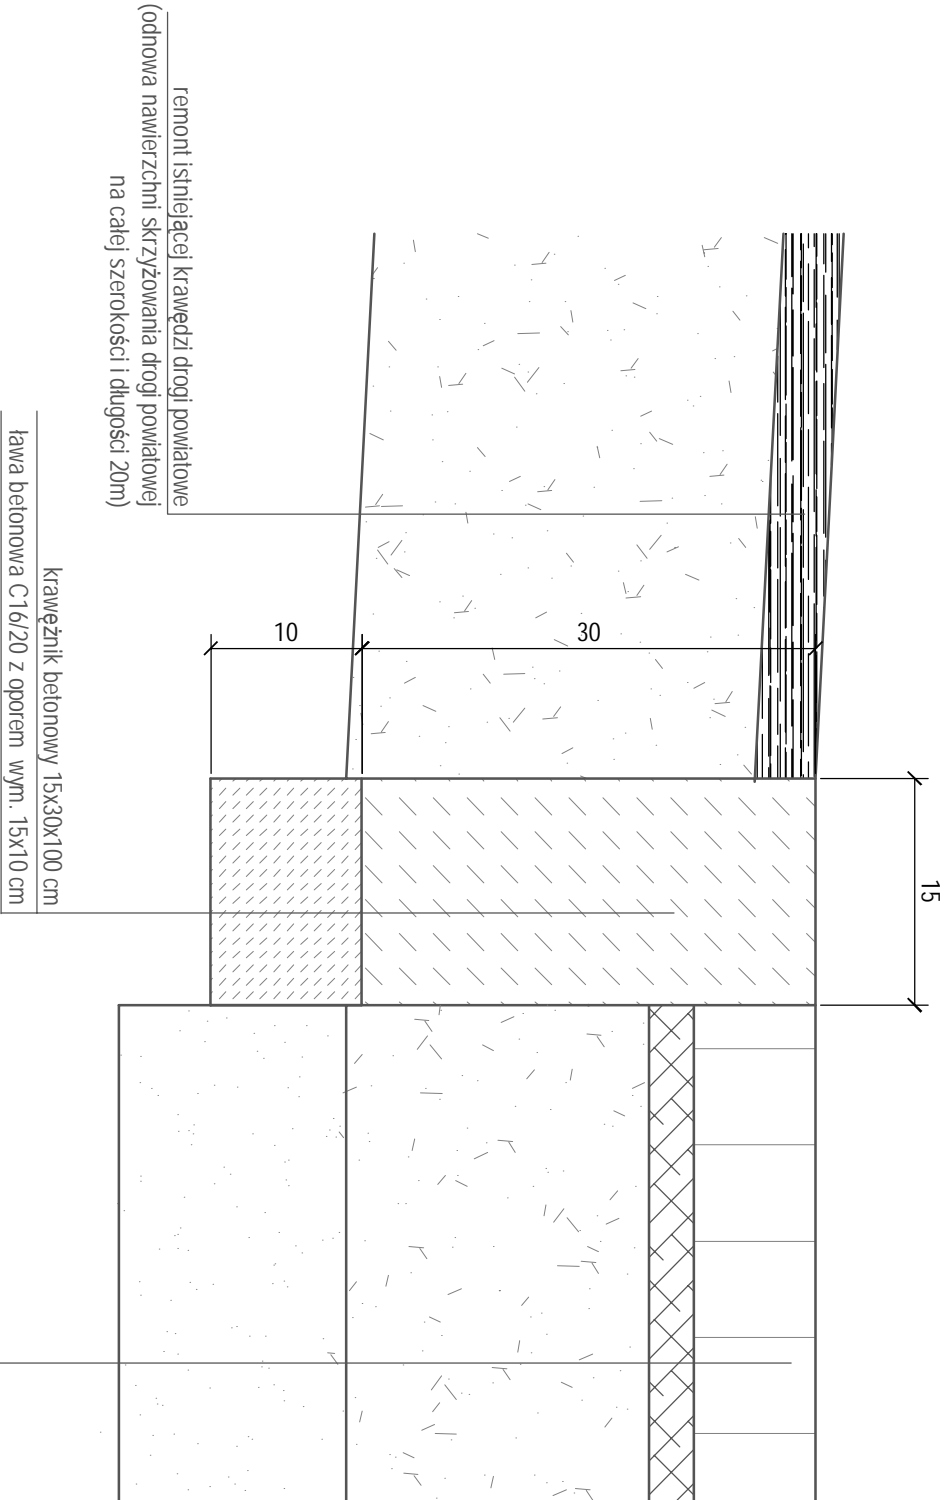 remont istniejącej krawędzi drogi powiatowe
(odnowa nawierzchni skrzyżowania drogi powiatowej
na całej szerokości i długości 20m)
10
30
15
krawężnik betonowy 15x30x100 cm
ława betonowa C16/20 z oporem wym. 15x10 cm